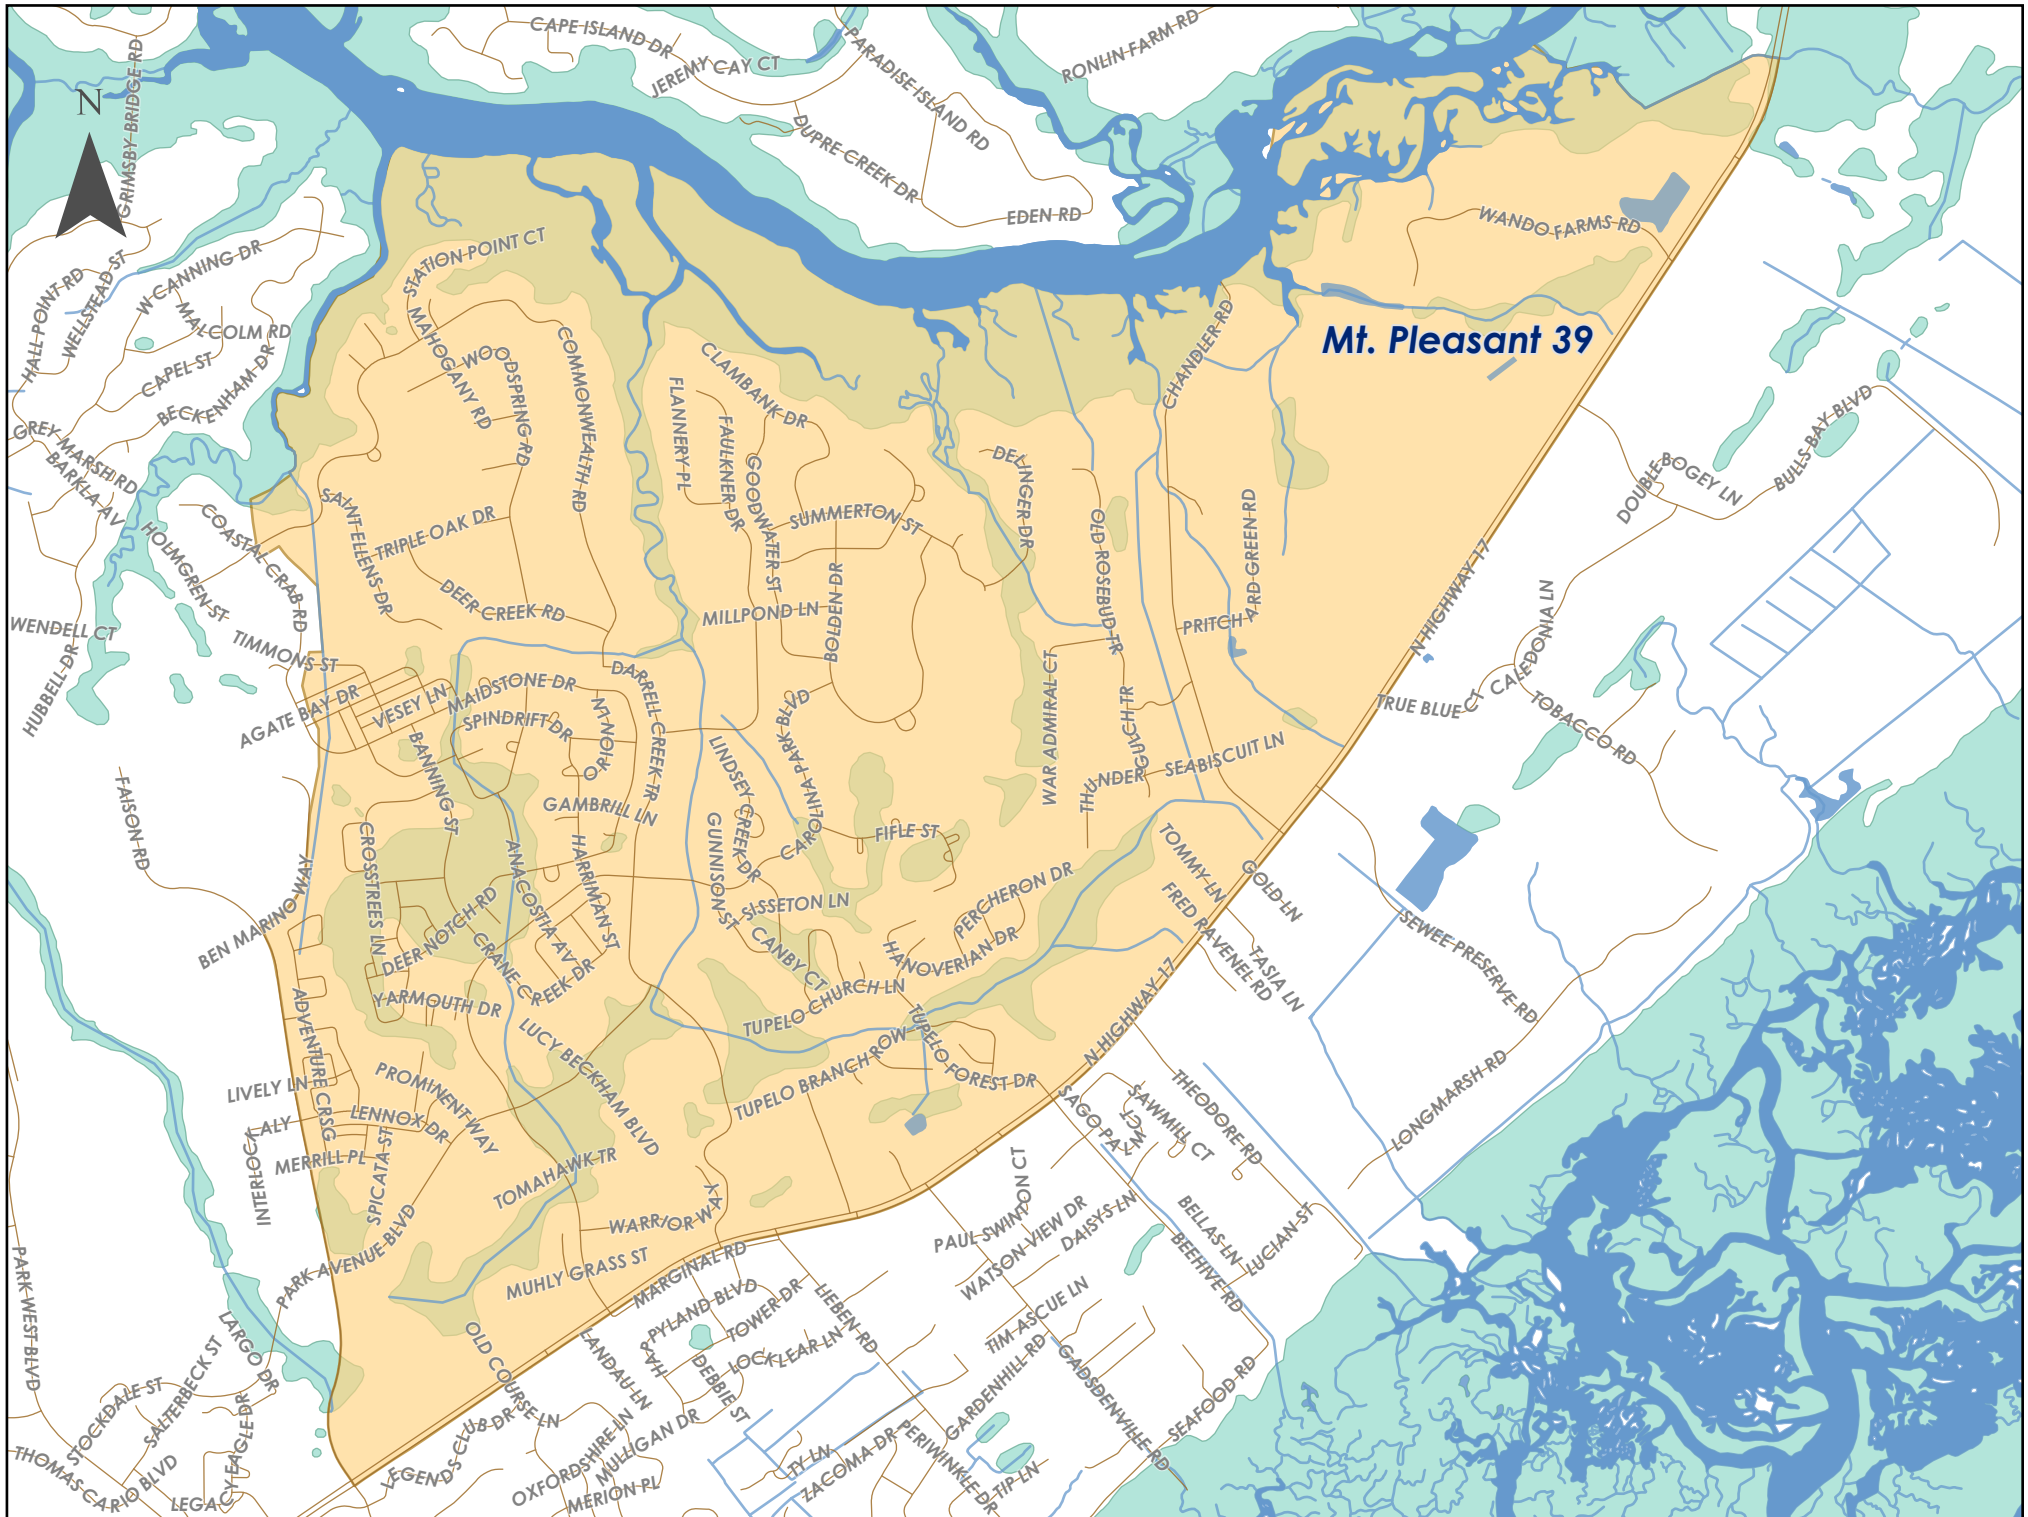 CAPE ISLAND DR
JEREMY CAY CT
PARADISE ISLAND RD
RONLIN FARM RD
GRIMSBY BRIDGE RD
N
DUPRE CREEK DR
EDEN RD
WANDO FARMS RD
STATION POINT CT
HALL POINT RD
WELLSTEAD ST
W CANNING DR
MALCOLM RD
CAPEL ST
BECKENHAM DR
MAHOGANY RD
WOODSPRING RD
COMMONWEALTH RD
CLAMBANK DR
CHANDLER RD
Mt. Pleasant 39
FLANNERY PL
FAULKNER DR
GOODWATER ST
GREY MARSH RD
BARKLA AV
HOLMGREN ST
COASTAL CRAB RD
SAINT ELLENS DR
TRIPLE OAK DR
DEER CREEK RD
SUMMERTON ST
DELINGER DR
OLD ROSEBUD TR
PRITCHARD GREEN RD
DOUBLE BOGEY LN
BULLS BAY BLVD
N HIGHWAY 17
WENDELL CT
HUBBELL DR
TIMMONS ST
AGATE BAY DR
VESEY LN
MAIDSTONE DR
SPINDRIFT DR
ORION LN
DARRELL CREEK TR
MILLPOND LN
BOLDEN DR
WAR ADMIRAL CT
GULCH TR
THUNDER
SEABISCUIT LN
TRUE BLUE CT
CALEDONIA LN
TOBACCO RD
FAISON RD
BANNING ST
GAMBRILL LN
LINDSEY CREEK DR
CAROLINA PARK BLVD
GUNNISON ST
FIFLE ST
CROSSTREES LN
ANACOSTIA AV
HARRIMAN ST
BEN MARINO WAY
DEER NOTCH RD
CRANE CREEK DR
SISSETON LN
CANBY CT
HANOVERIAN DR
PERCHERON DR
TOMMY LN
GOLD LN
FRED RAVENEL RD
TASIA LN
SEWEE PRESERVE RD
ADVENTURE CRSG
YARMOUTH DR
LUCY BECKHAM BLVD
TUPELO CHURCH LN
TUPELO BRANCH ROW
TUPELO FOREST DR
N HIGHWAY 17
LIVELY LN
PROMINENT WAY
LENNOX DR
INTERLOCK ALY
MERRILL PL
SPICATA ST
TOMAHAWK TR
WARRIOR WAY
SAGO PALM CT
SAWMILL CT
THEODORE RD
LONGMARSH RD
PARK AVENUE BLVD
MUHLY GRASS ST
MARGINAL RD
PAUL SWINTON CT
WATSON VIEW DR
DAISYS LN
BELLAS LN
BEEHIVE RD
LUCIAN ST
PARK WEST BLVD
LARGO DR
OLD COURSE LN
LANDAU LN
HAPPYLAND BLVD
TOWER DR
LOCKLEAR LN
DEBBIE ST
LIEBEN RD
TIM ASCUE LN
GARDENHILL RD
GADSDENVILLE RD
SEAFOOD RD
STOCKDALE ST
SALTERBECK ST
THOMAS CARIO BLVD
LEGACY EAGLE DR
LEGENDS CLUB DR
OXFORDSHIRE LN
MULLIGAN DR
MERION PL
TY LN
ZACOMA DR
PERIWINKLE DR
TIP LN